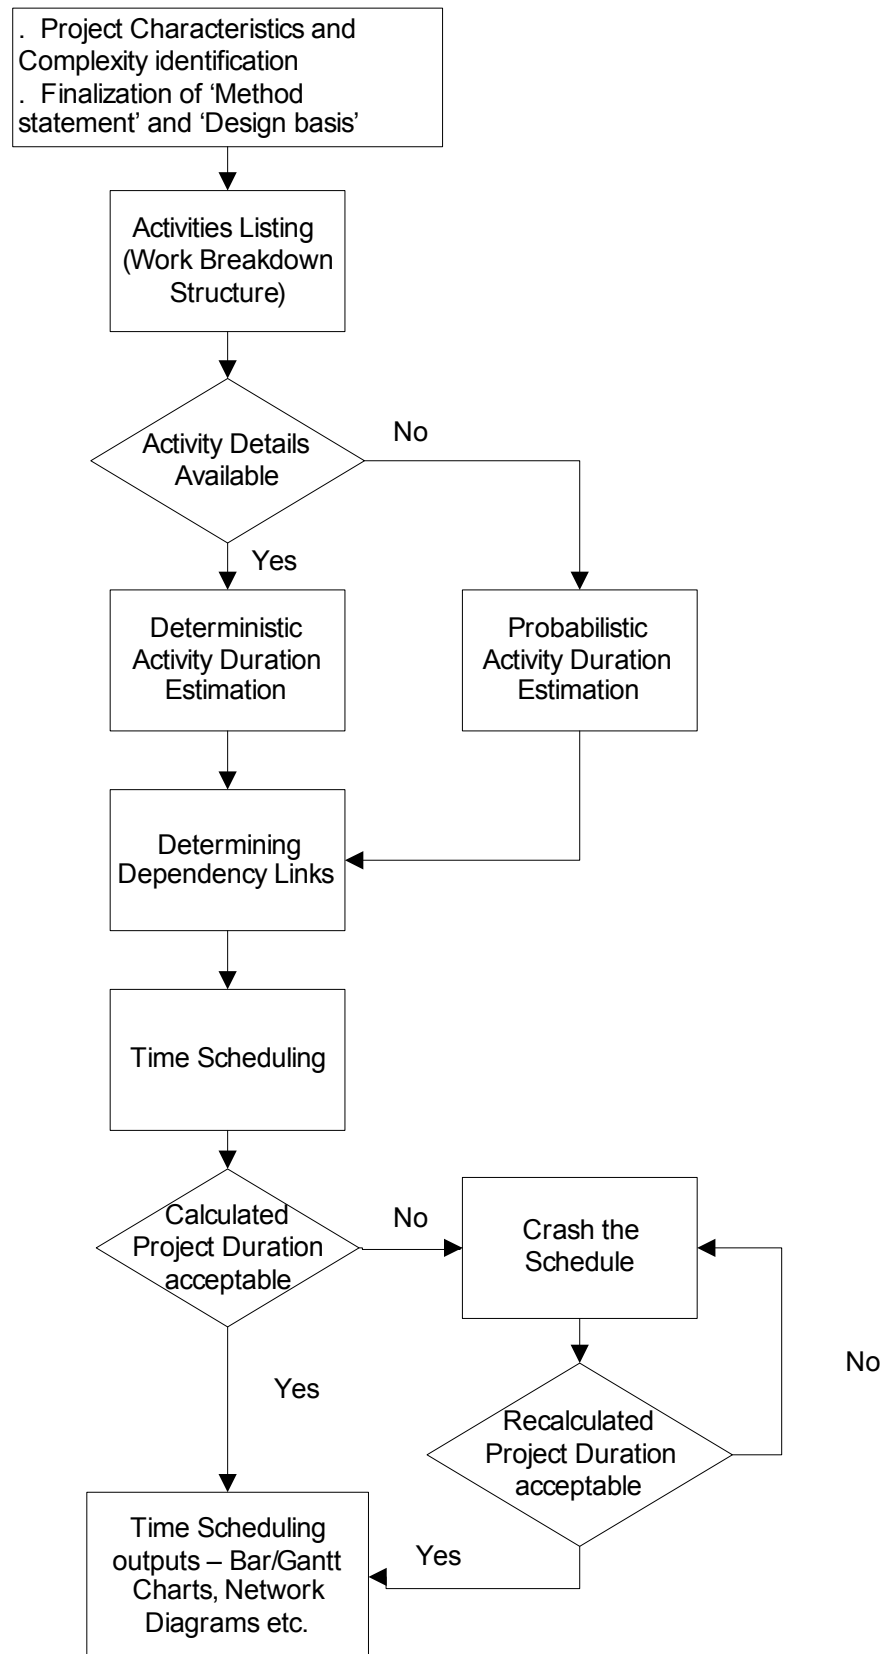 . Project Characteristics and
Complexity identification
. Finalization of ‘Method
statement’ and ‘Design basis’
Activities Listing
(Work Breakdown
Structure)
Activity Details
Available
No
Yes
Deterministic
Activity Duration
Estimation
Probabilistic
Activity Duration
Estimation
Determining
Dependency Links
Time Scheduling
Calculated
Project Duration
acceptable
No
Crash the
Schedule
No
Yes
Recalculated
Project Duration
acceptable
Time Scheduling
outputs – Bar/Gantt
Charts, Network
Diagrams etc.
Yes